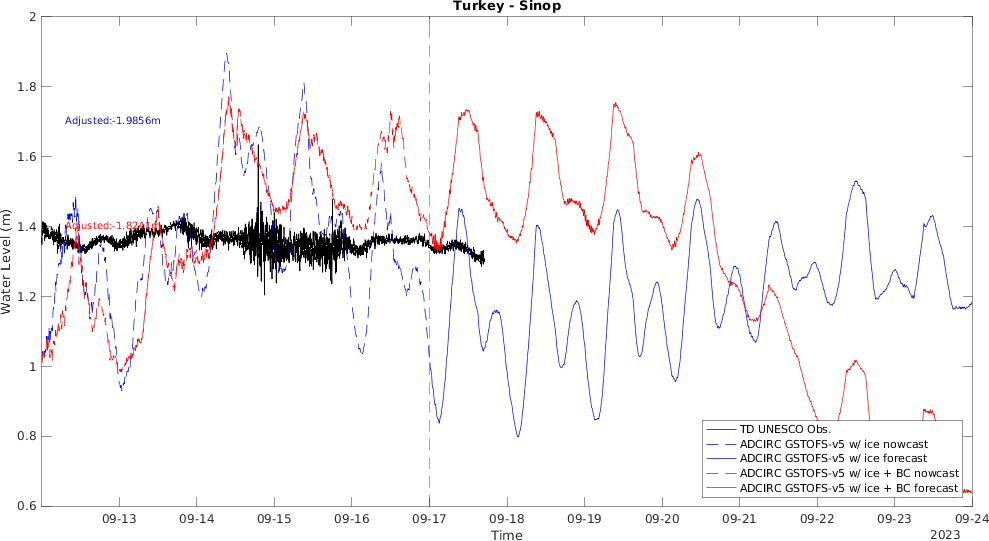 Turkey - Sinop
2
1.8
1.6
1.4
1.2
1
0.8
0.6
Water Level (m)
Adjusted:-1.9856m
TD UNESCO Obs.
ADCIRC GSTOFS-v5 w/ ice nowcast
ADCIRC GSTOFS-v5 w/ ice forecast
ADCIRC GSTOFS-v5 w/ ice + BC nowcast
ADCIRC GSTOFS-v5 w/ ice + BC forecast
09-13
09-14
09-15
09-16
09-17
09-18
09-19
09-20
09-21
09-22
09-23
09-24
2023
Time